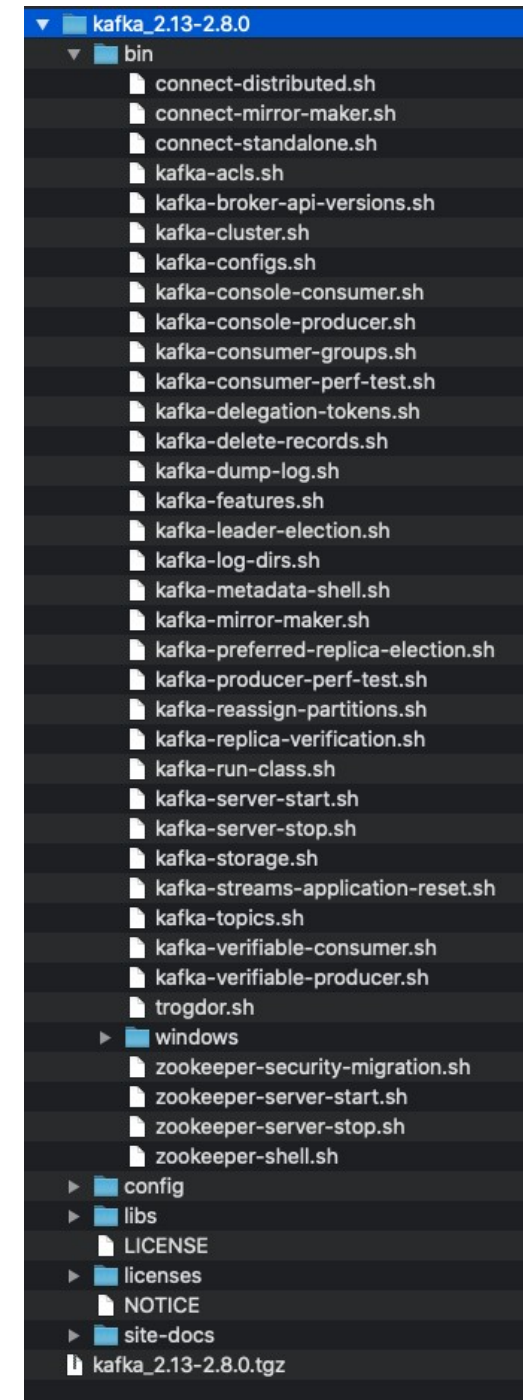 kafka_2.13-2.8.0
bin
connect-distributed.sh
connect-mirror-maker.sh
connect-standalone.sh
kafka-acls.sh
kafka-broker-api-versions.sh
kafka-cluster.sh
kafka-configs.sh
kafka-console-consumer.sh
kafka-console-producer.sh
kafka-consumer-groups.sh
kafka-consumer-perf-test.sh
kafka-delegation-tokens.sh
kafka-delete-records.sh
kafka-dump-log.sh
kafka-features.sh
kafka-leader-election.sh
kafka-log-dirs.sh
kafka-metadata-shell.sh
kafka-mirror-maker.sh
kafka-preferred-replica-election.sh
kafka-producer-perf-test.sh
kafka-reassign-partitions.sh
kafka-replica-verification.sh
kafka-run-class.sh
kafka-server-start.sh
kafka-server-stop.sh
kafka-storage.sh
kafka-streams-application-reset.sh
kafka-topics.sh
kafka-verifiable-consumer.sh
kafka-verifiable-producer.sh
trogdor.sh
windows
zookeeper-security-migration.sh
zookeeper-server-start.sh
zookeeper-server-stop.sh
zookeeper-shell.sh
config
libs
LICENSE
licenses
NOTICE
site-docs
kafka_2.13-2.8.0.tgz